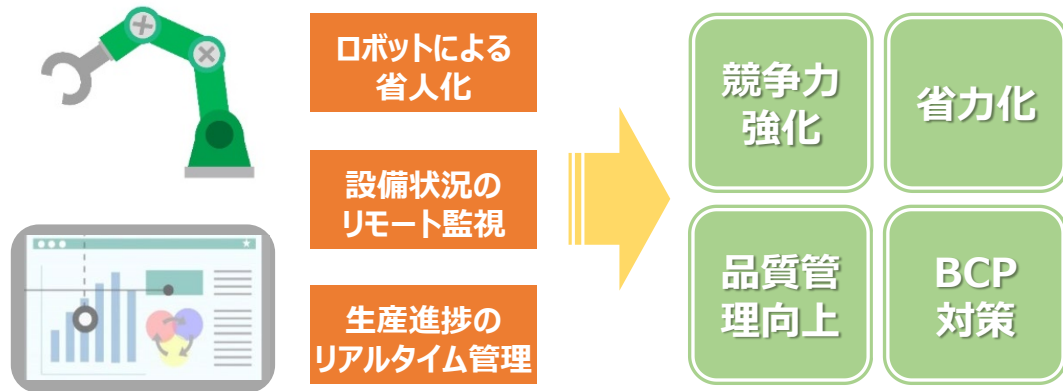 ロボットによる
省人化
設備状況の
リモート監視
生産進捗の
リアルタイム管理
競争力
強化
省力化
品質管
理向上
BCP
対策